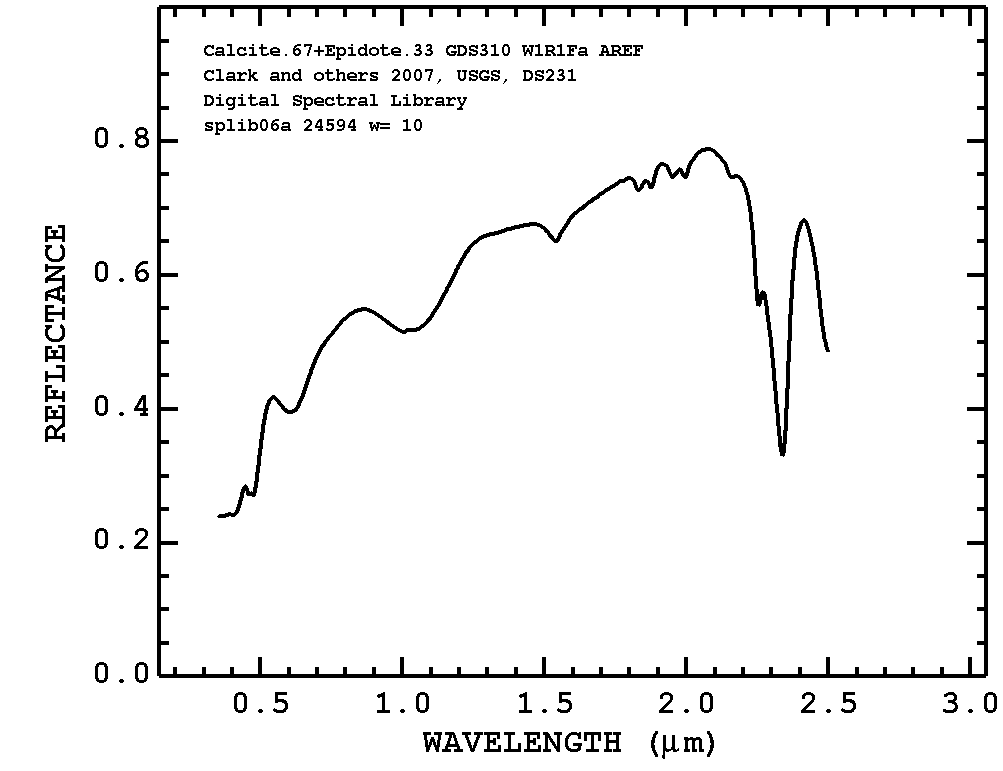 Calcite.67+Epidote.33 GDS310 W1R1Fa AREF
Clark and others 2007, USGS, DS231
Digital Spectral Library
splib06a 24594 w= 10
REFLECTANCE
0.8
0.6
0.4
0.2
0.0
0.5 1.0 1.5 2.0 2.5 3.0
WAVELENGTH (μm)